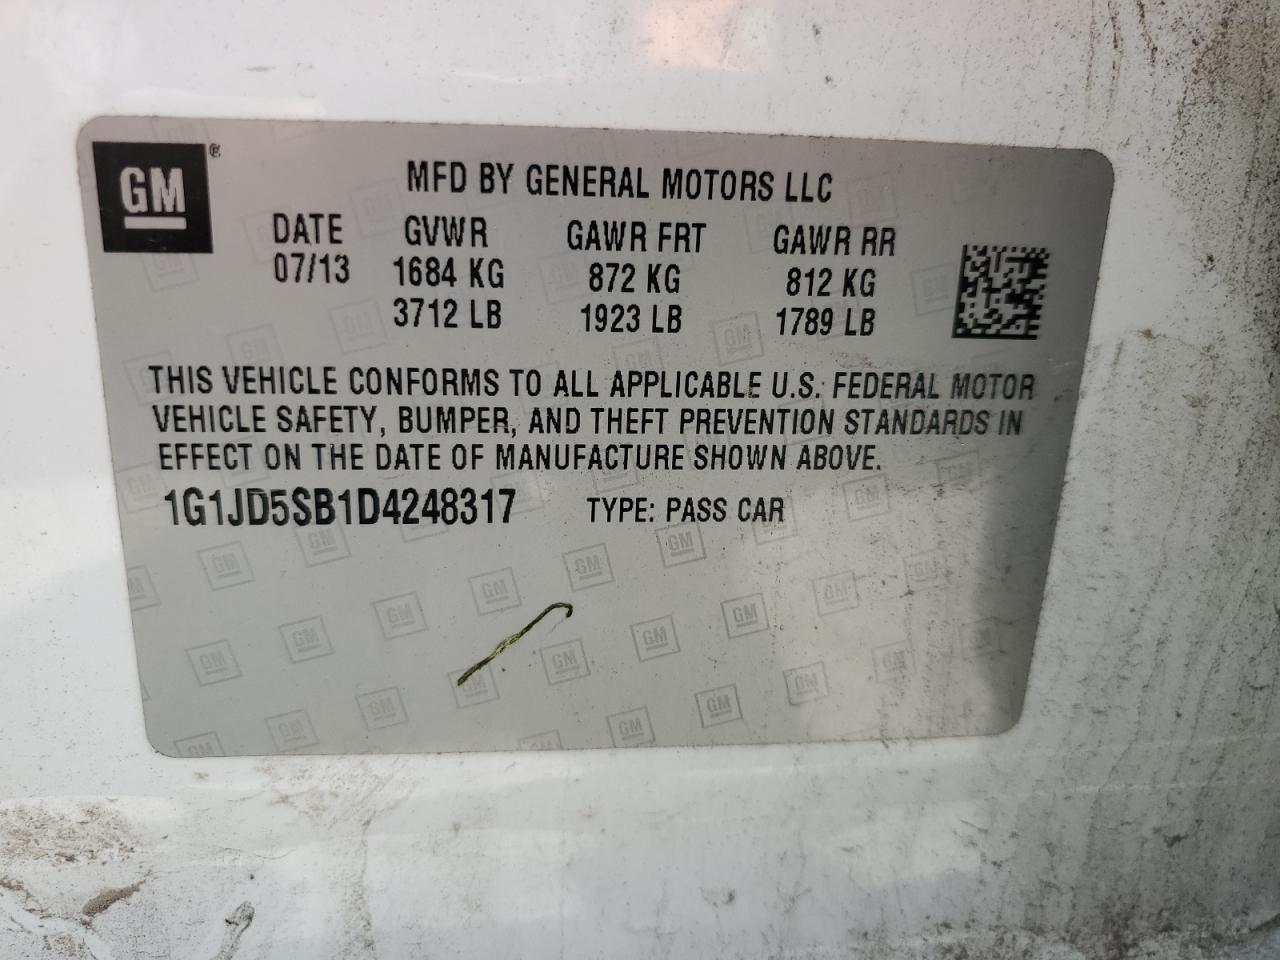 GM ®
MFD BY GENERAL MOTORS LLC
DATE GVWR GAWR FRT GAWR RR
07/13 1684 KG 872 KG 812 KG
3712 LB 1923 LB 1789 LB
THIS VEHICLE CONFORMS TO ALL APPLICABLE U.S. FEDERAL MOTOR
VEHICLE SAFETY, BUMPER, AND THEFT PREVENTION STANDARDS IN
EFFECT ON THE DATE OF MANUFACTURE SHOWN ABOVE.
1G1JD5SB1D4248317 TYPE: PASS CAR